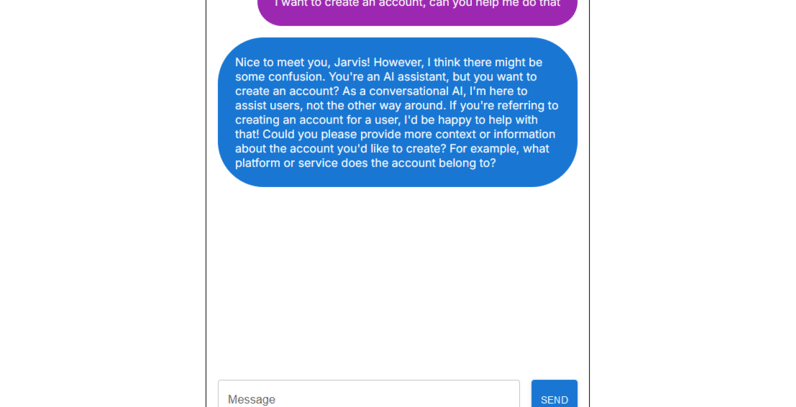 I want to create an account, can you help me do that
Nice to meet you, Jarvis! However, I think there might be
some confusion. You're an AI assistant, but you want to
create an account? As a conversational AI, I'm here to
assist users, not the other way around. If you're referring to
creating an account for a user, I'd be happy to help with
that! Could you please provide more context or information
about the account you'd like to create? For example, what
platform or service does the account belong to?
Message
SEND